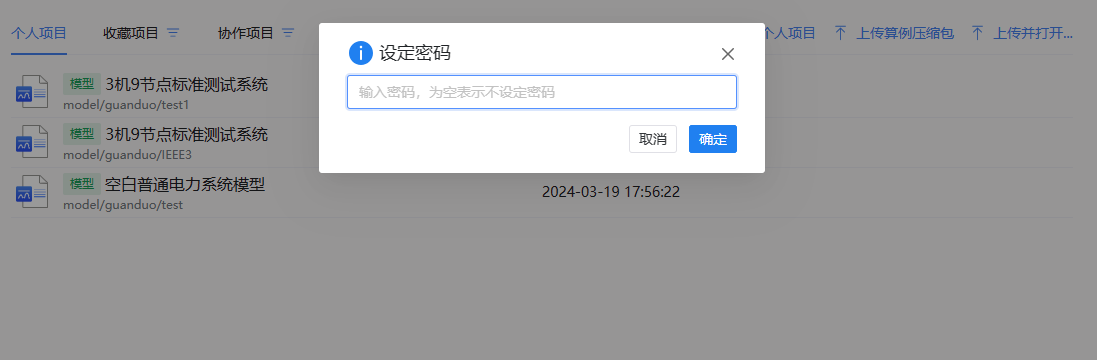 个人项目
收藏项目
协作项目
个人项目
上传算例压缩包
上传并打开...
设定密码
输入密码，为空表示不设定密码
取消
确定
模型 3机9节点标准测试系统
model/guanduo/test1
模型 3机9节点标准测试系统
model/guanduo/IEEE3
模型 空白普通电力系统模型
model/guanduo/test
2024-03-19 17:56:22